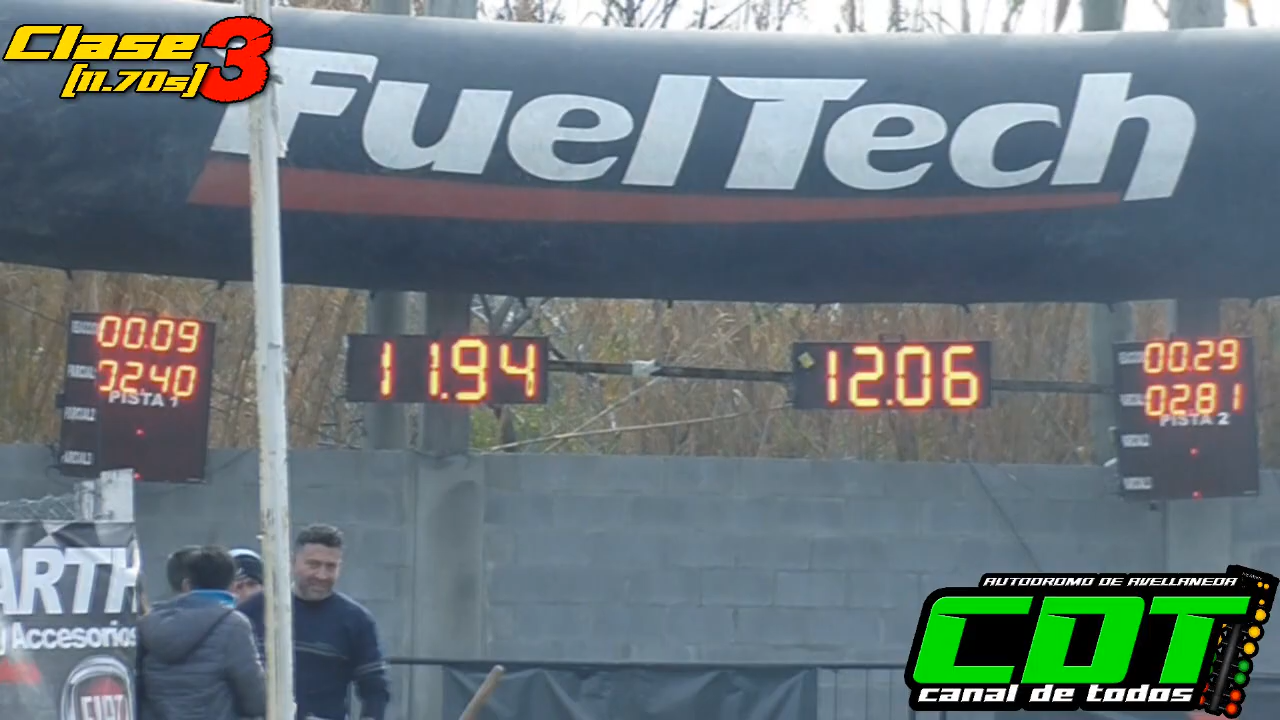 Clase 3
[11.70s]
FuelTech
00.09
02.40
PISTA 1
11.94
12.06
00.29
02.81
PISTA 2
ARTH
y Accesorios
FIAT
AUTODROMO DE AVELLANEDA
CDT
canal de todos